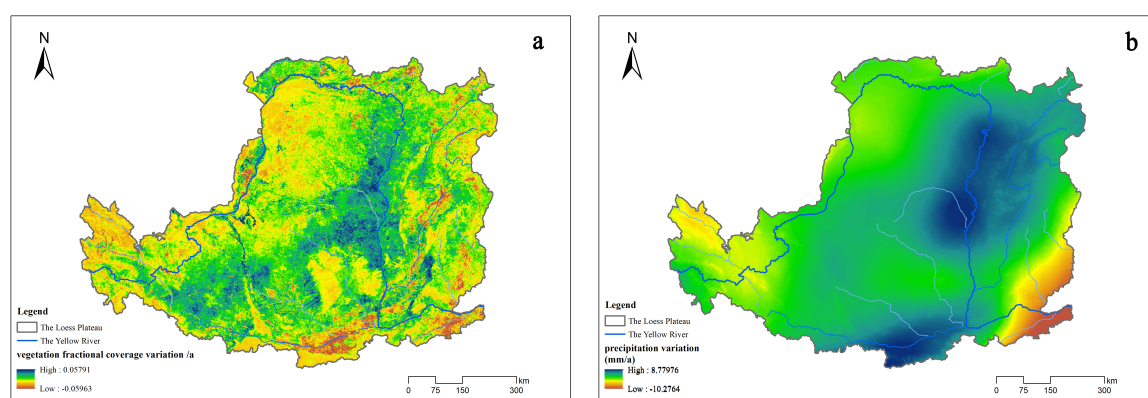 N
a
Legend
The Loess Plateau
The Yellow River
vegetation fractional coverage variation /a
High : 0.05791
Low : -0.05963
km
0 75 150 300
N
b
Legend
The Loess Plateau
The Yellow River
precipitation variation
(mm/a)
High : 8.77976
Low : -10.2764
km
0 75 150 300